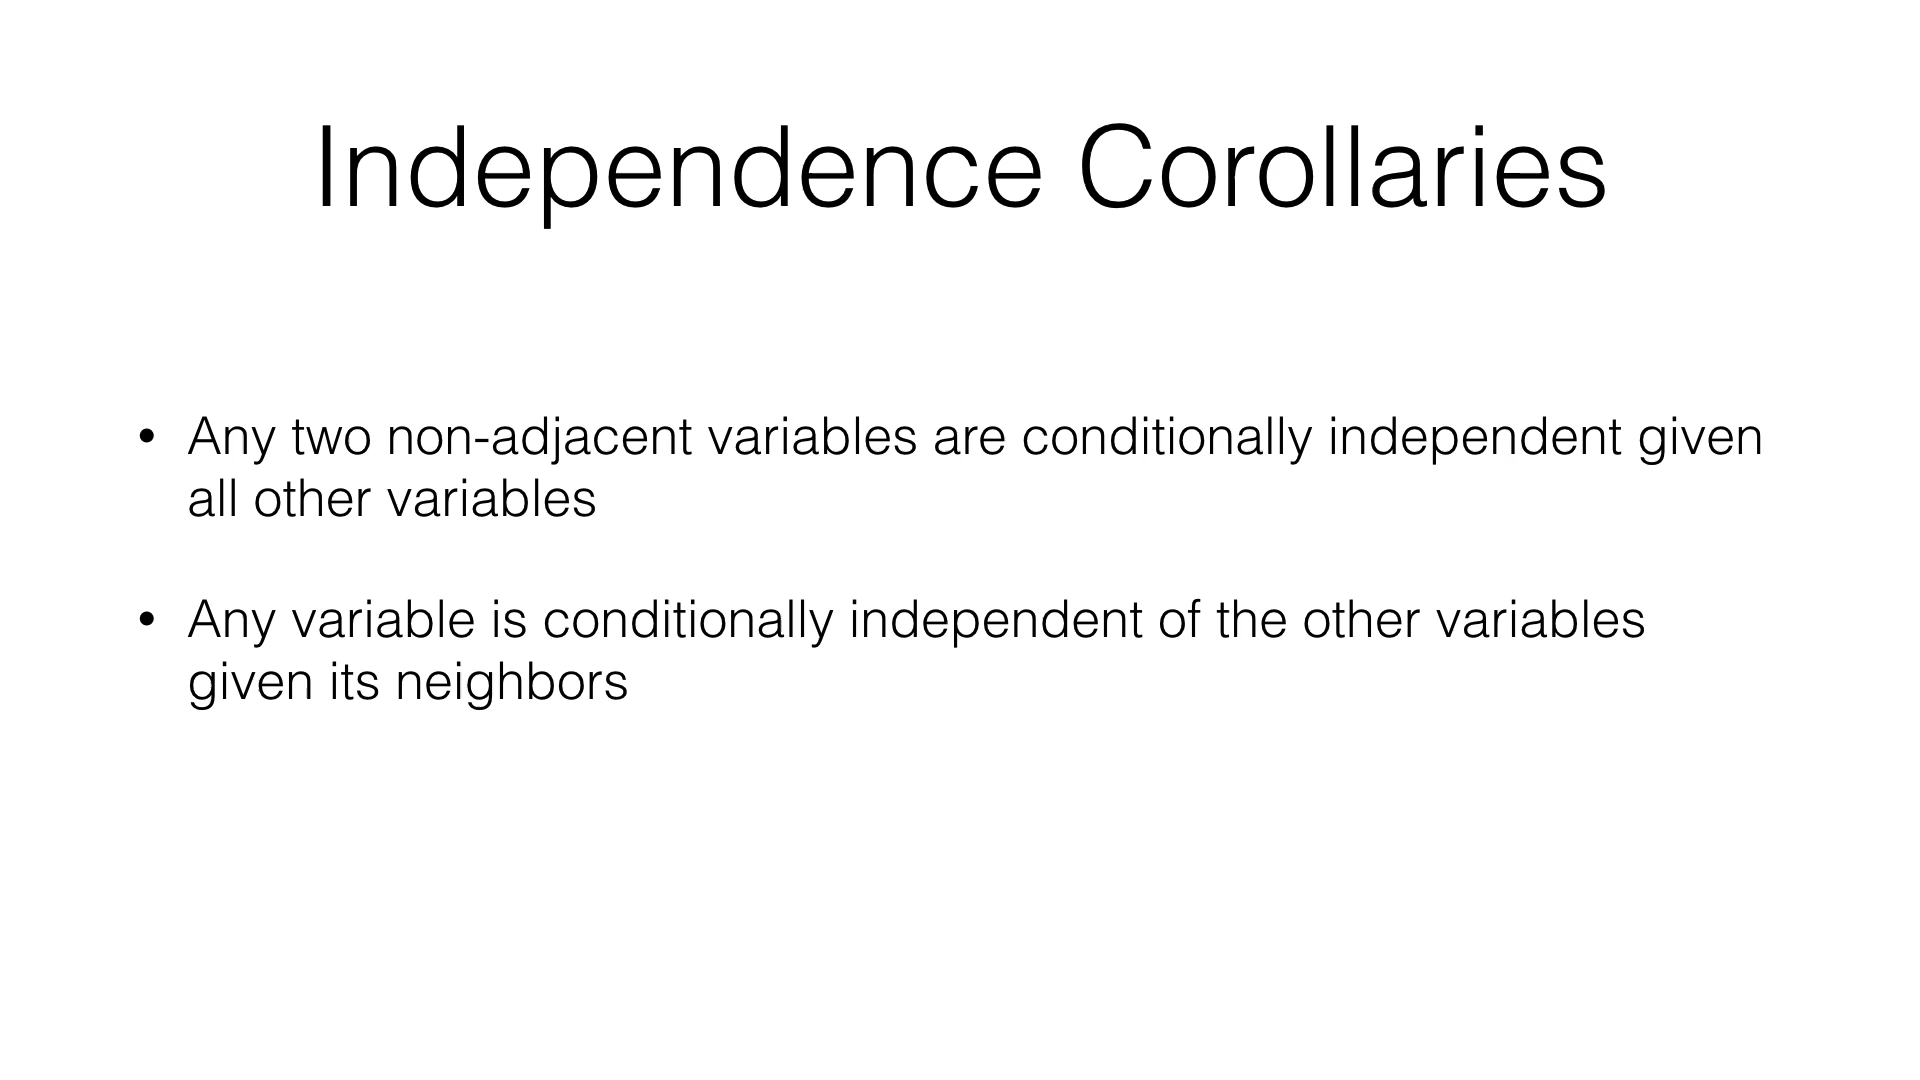 Independence Corollaries
• Any two non-adjacent variables are conditionally independent given
all other variables
• Any variable is conditionally independent of the other variables
given its neighbors